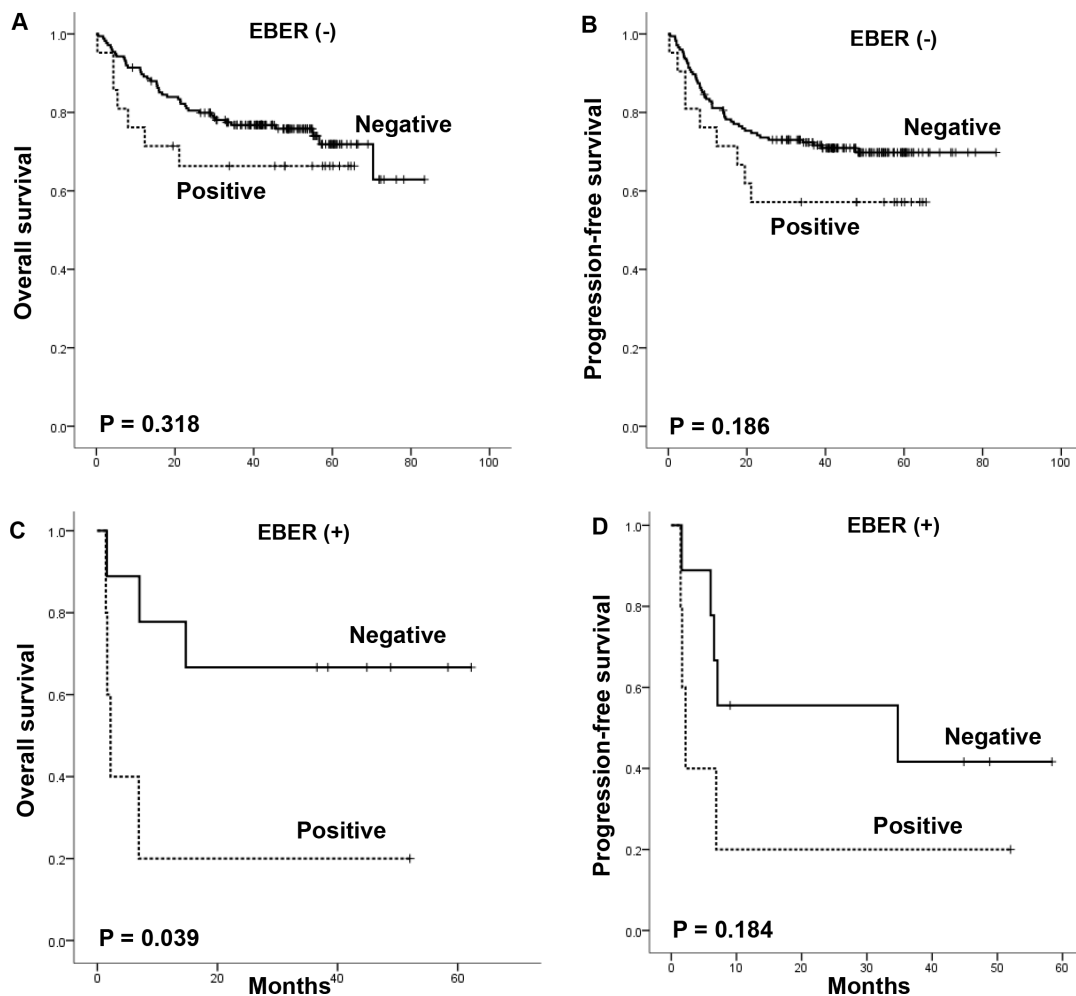 A
EBER (-)
Overall survival
1.0
0.8
0.6
0.4
0.2
0.0
Negative
Positive
P = 0.318
0 20 40 60 80 100
B
EBER (-)
Progression-free survival
1.0
0.8
0.6
0.4
0.2
0.0
Negative
Positive
P = 0.186
0 20 40 60 80 100
C
EBER (+)
Overall survival
1.0
0.8
0.6
0.4
0.2
0.0
Negative
Positive
P = 0.039
0 20 40 60
Months
D
EBER (+)
Progression-free survival
1.0
0.8
0.6
0.4
0.2
0.0
Negative
Positive
P = 0.184
0 10 20 30 40 50 60
Months